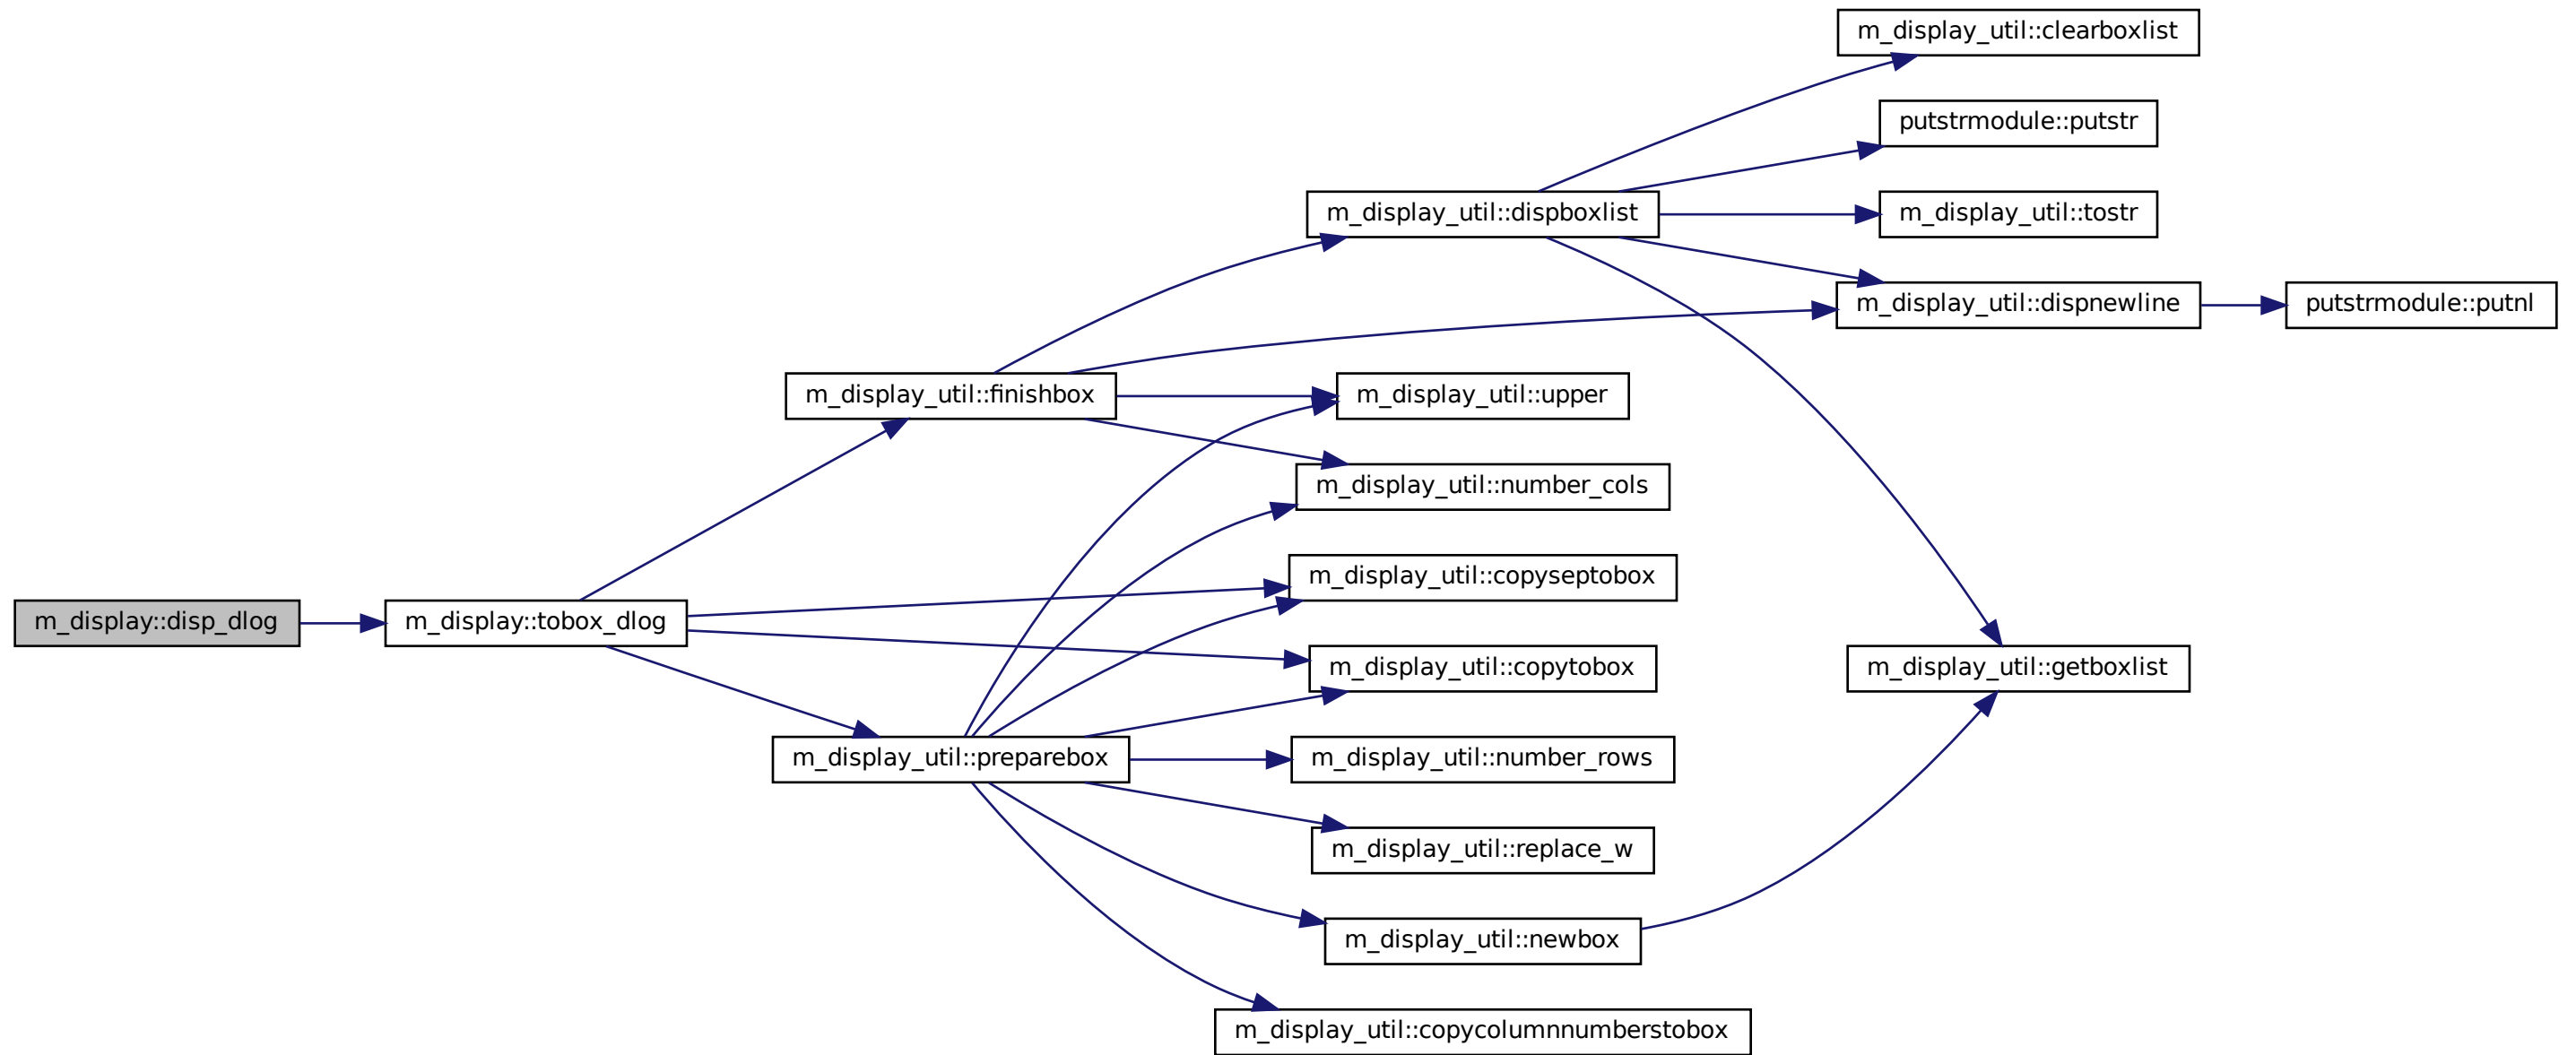 m_display_util::clearboxlist
putstrmodule::putstr
m_display_util::dispboxlist
m_display_util::tostr
m_display_util::dispnewline
putstrmodule::putnl
m_display_util::finishbox
m_display_util::upper
m_display_util::number_cols
m_display_util::copyseptobox
m_display::disp_dlog
m_display::tobox_dlog
m_display_util::copytobox
m_display_util::getboxlist
m_display_util::preparebox
m_display_util::number_rows
m_display_util::replace_w
m_display_util::newbox
m_display_util::copycolumnnumberstobox